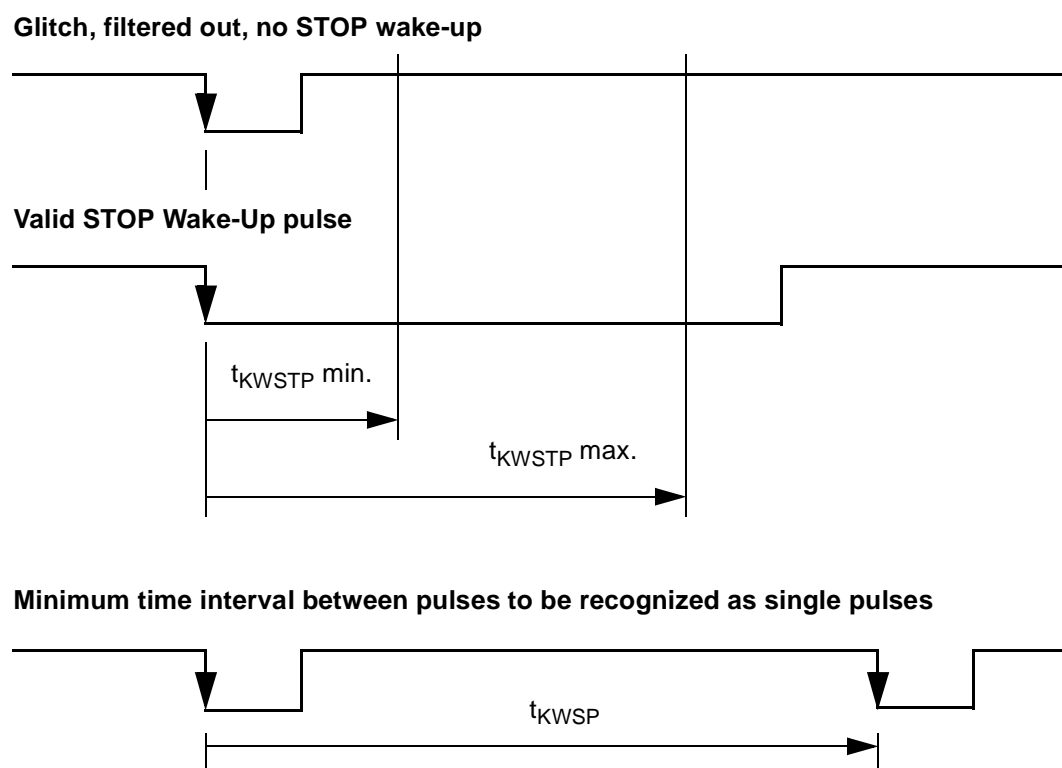 Glitch, filtered out, no STOP wake-up
Valid STOP Wake-Up pulse
tKWSTP min.
tKWSTP max.
Minimum time interval between pulses to be recognized as single pulses
tKWSP